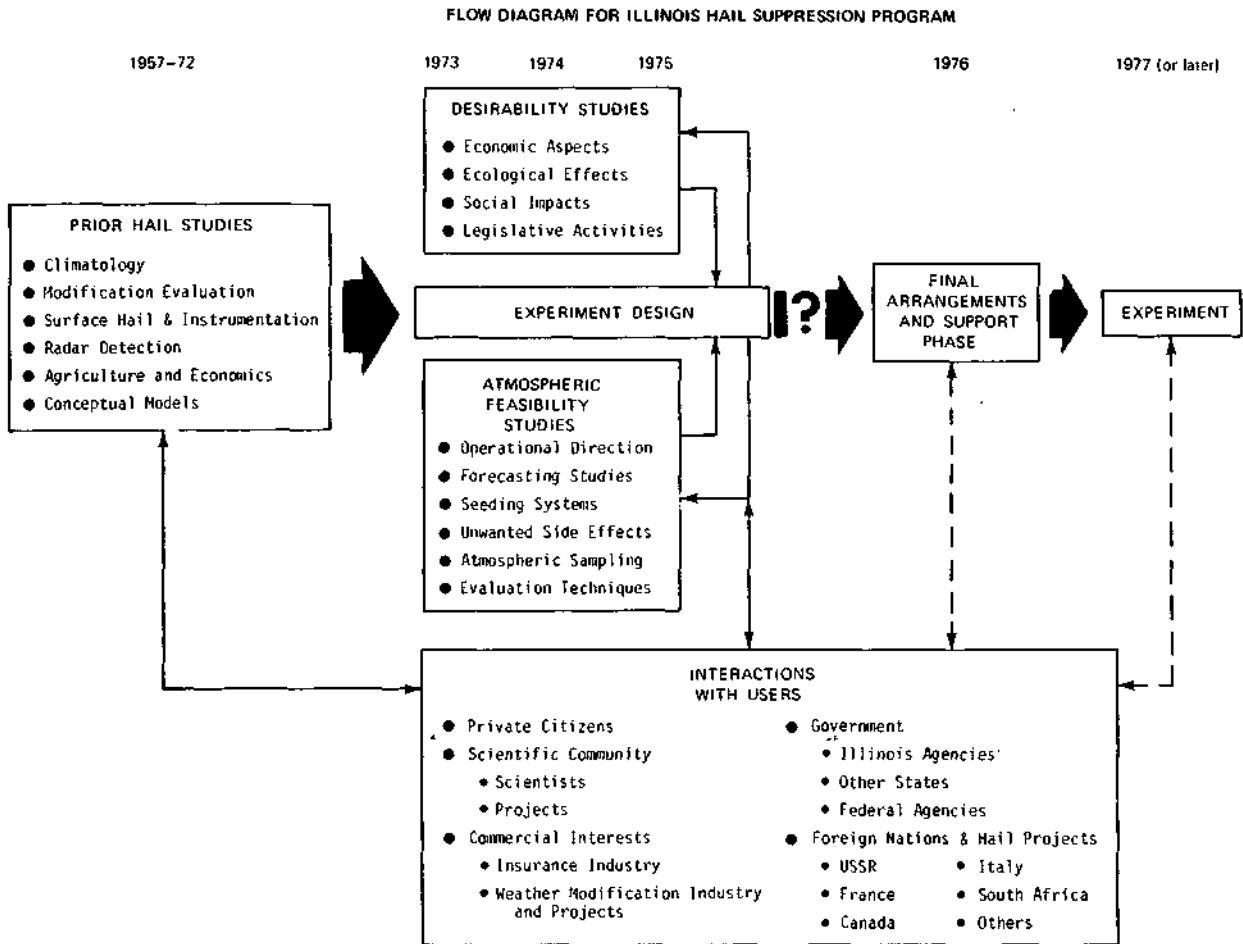 FLOW DIAGRAM FOR ILLINOIS HAIL SUPPRESSION PROGRAM
1957-72
1973
1974
1975
1976
1977 (or later)
PRIOR HAIL STUDIES
● Climatology
● Modification Evaluation
● Surface Hail & Instrumentation
● Radar Detection
● Agriculture and Economics
● Conceptual Models
DESIRABILITY STUDIES
● Economic Aspects
● Ecological Effects
● Social Impacts
● Legislative Activities
EXPERIMENT DESIGN
?
ATMOSPHERIC
FEASIBILITY
STUDIES
● Operational Direction
● Forecasting Studies
● Seeding Systems
● Unwanted Side Effects
● Atmospheric Sampling
● Evaluation Techniques
FINAL
ARRANGEMENTS
AND SUPPORT
PHASE
EXPERIMENT
INTERACTIONS
WITH USERS
● Private Citizens
● Scientific Community
• Scientists
• Projects
● Commercial Interests
• Insurance Industry
• Weather Modification Industry
and Projects
● Government
• Illinois Agencies
• Other States
• Federal Agencies
● Foreign Nations & Hail Projects
• USSR
• France
• Canada
• Italy
• South Africa
• Others